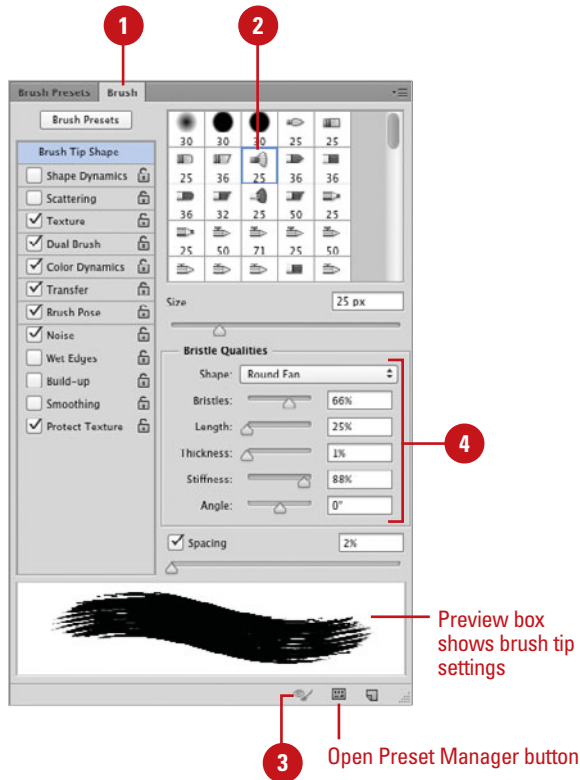 1
2
Brush Presets Brush
Brush Presets
Brush Tip Shape
Shape Dynamics
Scattering
Texture
Dual Brush
Color Dynamics
Transfer
Brush Pose
Noise
Wet Edges
Build-up
Smoothing
Protect Texture
30 30 30 25 25
25 36 25 36 36
36 32 25 50 25
25 50 71 25 50
Size 25 px
Bristle Qualities
Shape: Round Fan
Bristles: 66%
Length: 25%
Thickness: 1%
Stiffness: 88%
Angle: 0°
4
Spacing 2%
Preview box
shows brush tip
settings
3
Open Preset Manager button